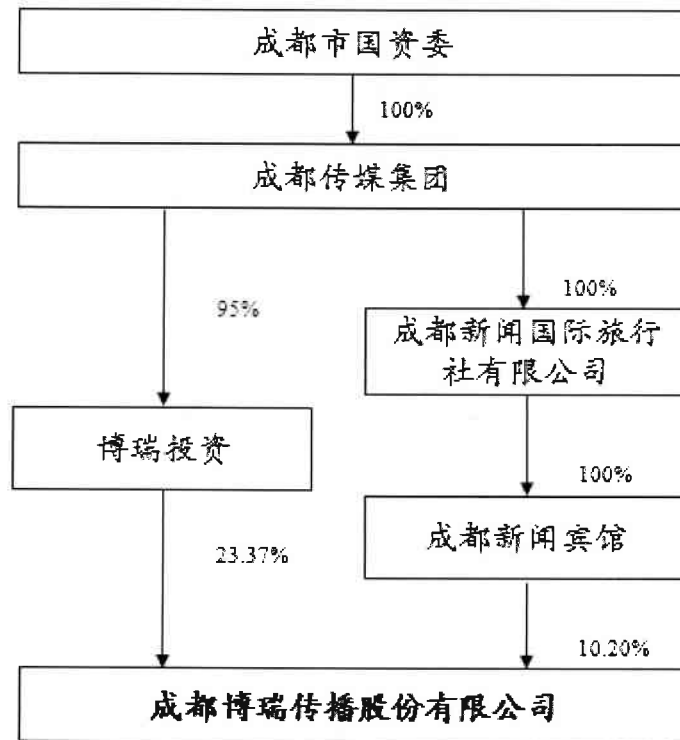 成都市国资委
100%
成都传媒集团
95%
100%
成都新闻国际旅行
社有限公司
博瑞投资
100%
23.37%
成都新闻宾馆
10.20%
成都博瑞传播股份有限公司